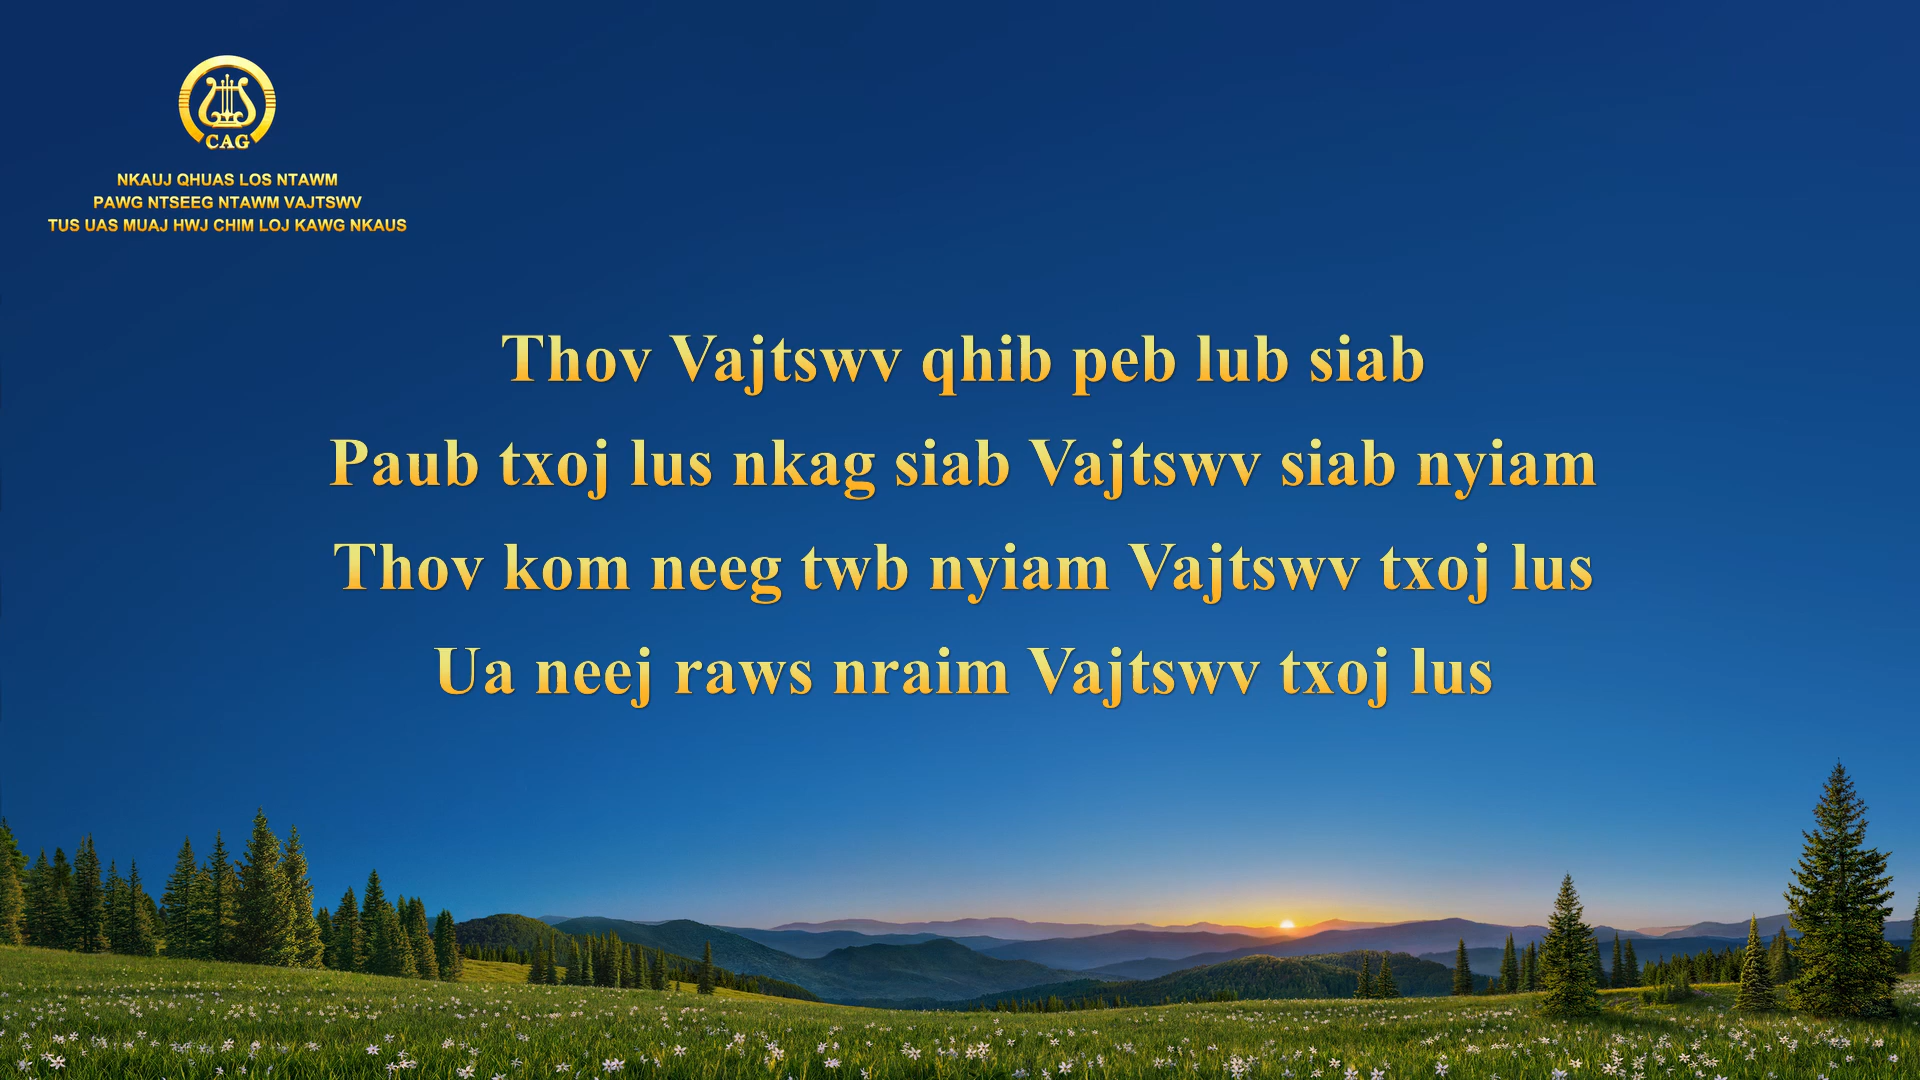 CAG
NKAUJ QHUAS LOS NTAWM
PAWG NTSEEG NTAWM VAJTSWV
TUS UAS MUAJ HWJ CHIM LOJ KAWG NKAUS
Thov Vajtswv qhib peb lub siab
Paub txoj lus nkag siab Vajtswv siab nyiam
Thov kom neeg twb nyiam Vajtswv txoj lus
Ua neej raws nraim Vajtswv txoj lus